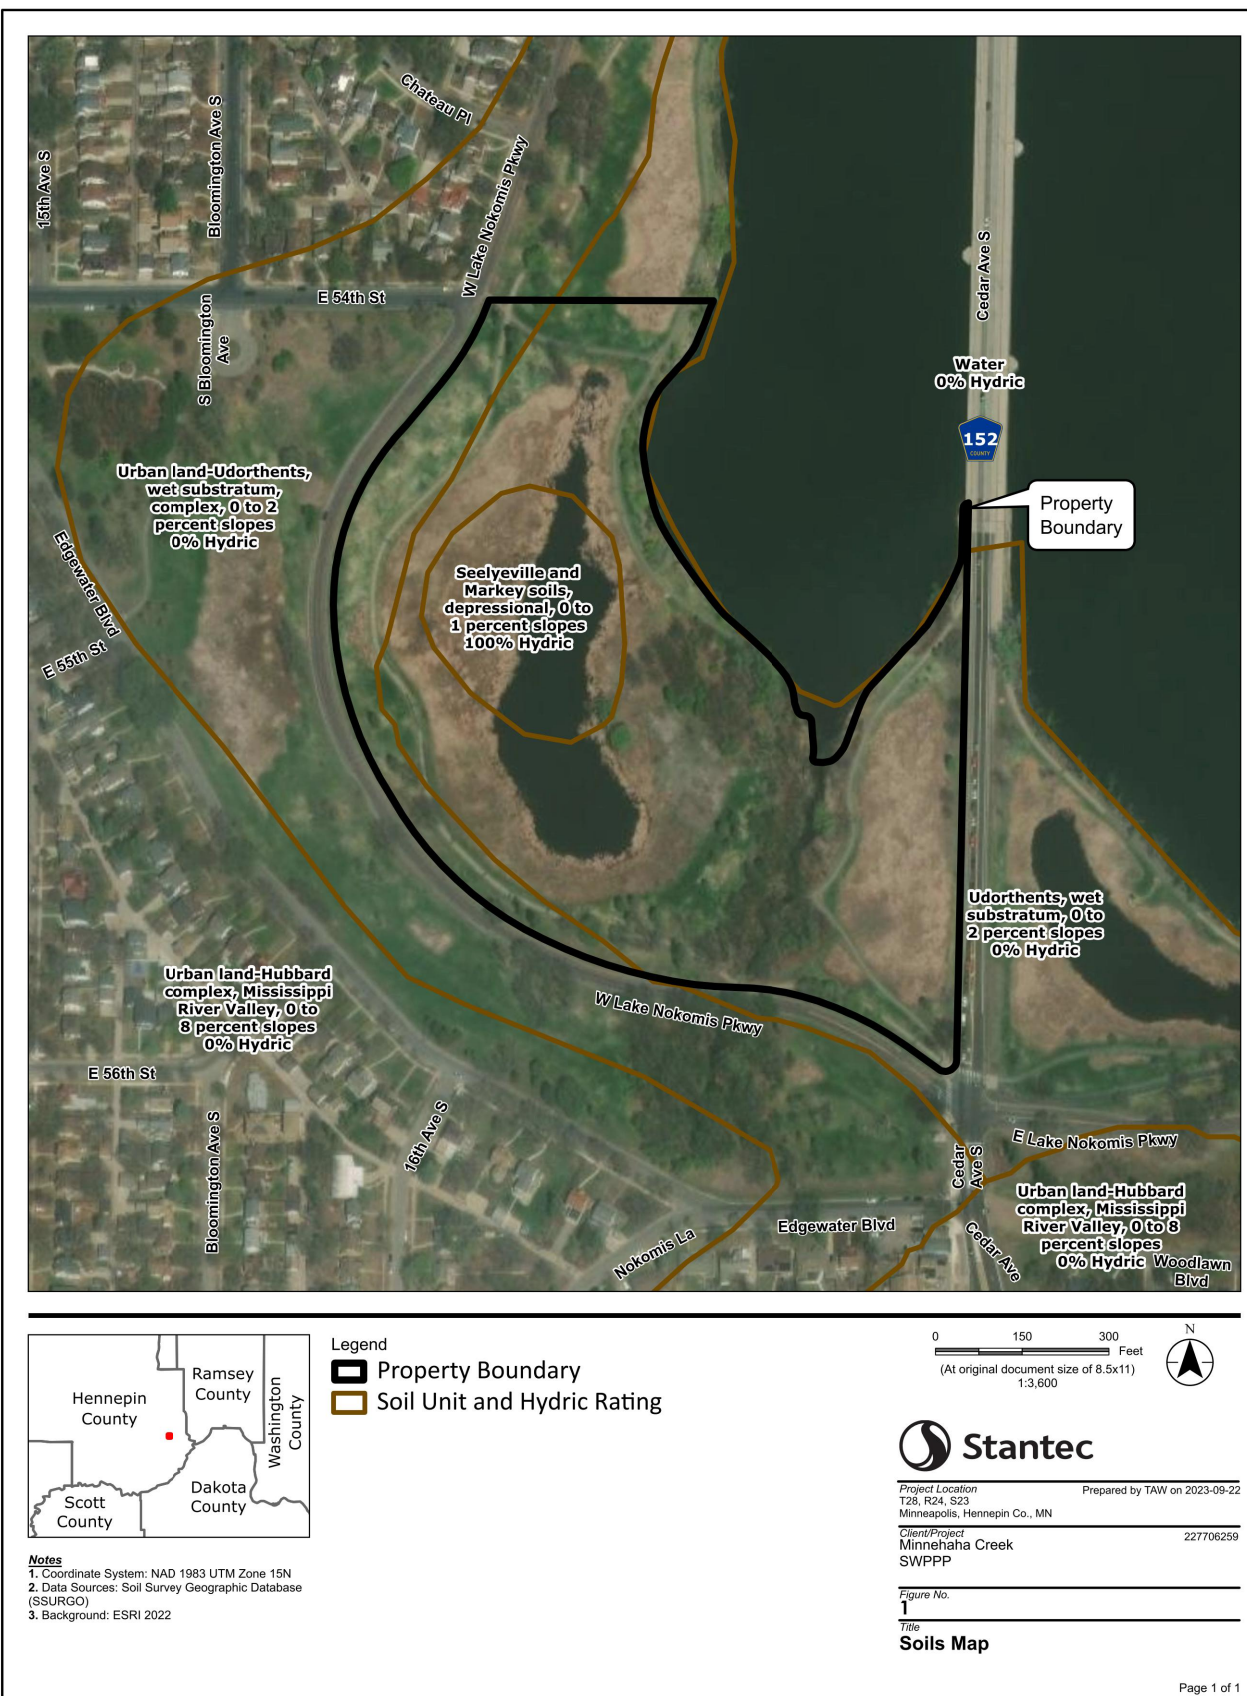 Chateau Pl
15th Ave S
Bloomington Ave S
W Lake Nokomis Pkwy
Cedar Ave S
E 54th St
S Bloomington
Ave
Water
0% Hydric
152
COUNTY
Urban land-Udorthents,
wet substratum,
complex, 0 to 2
percent slopes
0% Hydric
Property
Boundary
Edgewater Blvd
E 55th St
Seelyeville and
Markey soils,
depressional, 0 to
1 percent slopes
100% Hydric
Udorthents, wet
substratum, 0 to
2 percent slopes
0% Hydric
Urban land-Hubbard
complex, Mississippi
River Valley, 0 to
8 percent slopes
0% Hydric
W Lake Nokomis Pkwy
E 56th St
Bloomington Ave S
16th Ave S
E Lake Nokomis Pkwy
Cedar
Ave S
Urban land-Hubbard
complex, Mississippi
River Valley, 0 to 8
percent slopes
0% Hydric
Woodlawn
Blvd
Edgewater Blvd
Nokomis La
Cedar Ave
Hennepin
County
Ramsey
County
Washington
County
Scott
County
Dakota
County
Legend
Property Boundary
Soil Unit and Hydric Rating
0 150 300
Feet
(At original document size of 8.5x11)
1:3,600
N
Stantec
Project Location
T28, R24, S23
Minneapolis, Hennepin Co., MN
Prepared by TAW on 2023-09-22
Client/Project
Minnehaha Creek
SWPPP
227706259
Figure No.
1
Title
Soils Map
Notes
1. Coordinate System: NAD 1983 UTM Zone 15N
2. Data Sources: Soil Survey Geographic Database
(SSURGO)
3. Background: ESRI 2022
Page 1 of 1